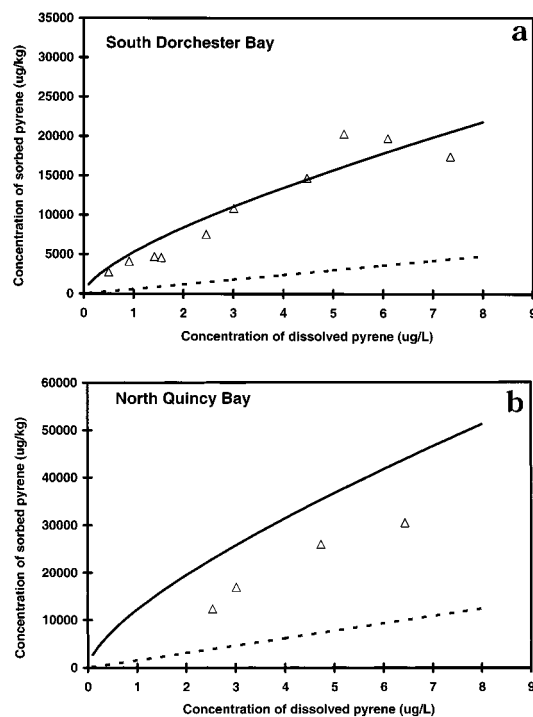 a
South Dorchester Bay
Concentration of sorbed pyrene (ug/kg)
35000
30000
25000
20000
15000
10000
5000
0
0 1 2 3 4 5 6 7 8 9
Concentration of dissolved pyrene (ug/L)
b
North Quincy Bay
Concentration of sorbed pyrene (ug/kg)
60000
50000
40000
30000
20000
10000
0
0 1 2 3 4 5 6 7 8 9
Concentration of dissolved pyrene (ug/L)